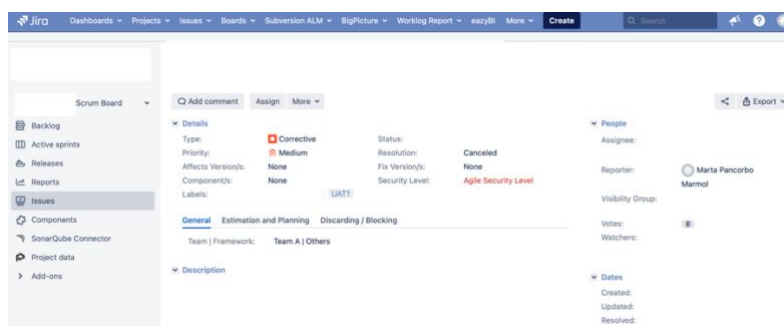 Jira Dashboards Projects Issues Boards Subversion ALM BigPicture Worklog Report eazyBI More Create Search
Scrum Board
Backlog
Active sprints
Releases
Reports
Issues
Components
SonarQube Connector
Project data
Add-ons
Add comment Assign More Export
Details
Type: Corrective Status:
Priority: Medium Resolution: Canceled
Affects Version/s: None Fix Version/s: None
Component/s: None Security Level: Agile Security Level
Labels: UAT1
General Estimation and Planning Discarding / Blocking
Team | Framework: Team A | Others
Description
People
Assignee:
Reporter: Marta Pancorbo
Marmol
Visibility Group:
Votes: 0
Watchers:
Dates
Created:
Updated:
Resolved: